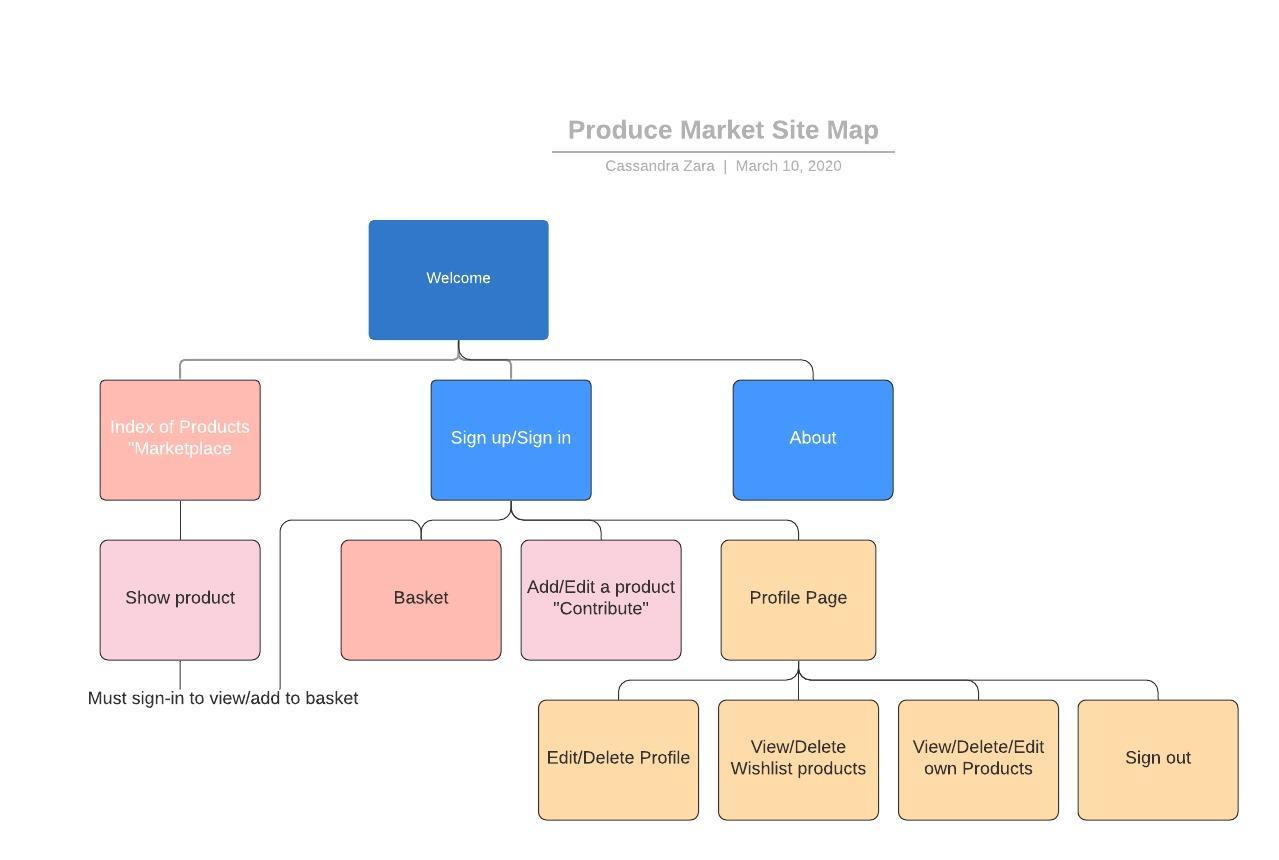 Produce Market Site Map
Cassandra Zara | March 10, 2020
Welcome
Index of Products
"Marketplace
Sign up/Sign in
About
Show product
Basket
Add/Edit a product
"Contribute"
Profile Page
Must sign-in to view/add to basket
Edit/Delete Profile
View/Delete
Wishlist products
View/Delete/Edit
own Products
Sign out